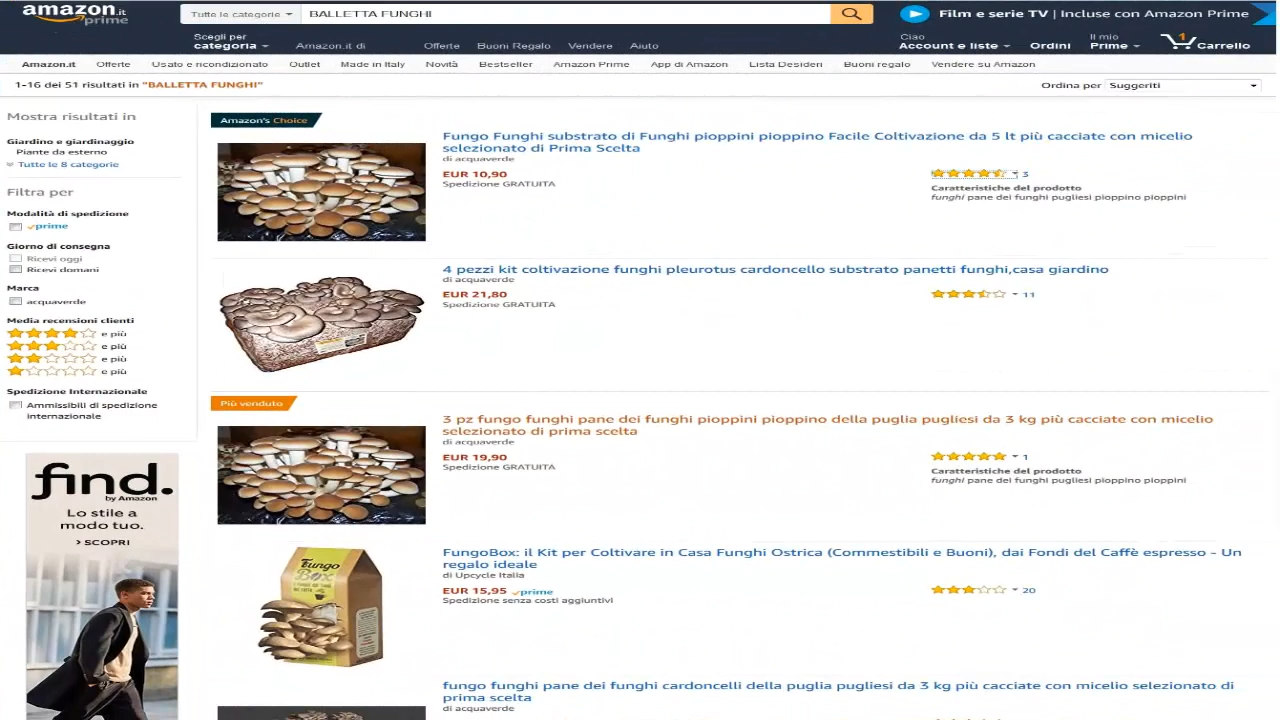 amazon.it
prime
Tutte le categorie
BALLETTA FUNGHI
Film e serie TV | Incluse con Amazon Prime
Scegli per
categoria
Amazon.it di
Offerte
Buoni Regalo
Vendere
Aiuto
Ciao
Account e liste
Ordini
Il mio
Prime
1
Carrello
Amazon.it
Offerte
Usato e ricondizionato
Outlet
Made in Italy
Novità
Bestseller
Amazon Prime
App di Amazon
Lista Desideri
Buoni regalo
Vendere su Amazon
1-16 dei 51 risultati in "BALLETTA FUNGHI"
Ordina per Suggeriti
Mostra risultati in
Giardino e giardinaggio
Piante da esterno
Tutte le 8 categorie
Filtra per
Modalità di spedizione
prime
Giorno di consegna
Ricevi oggi
Ricevi domani
Marca
acquaverde
Media recensioni clienti
e più
e più
e più
e più
Spedizione Internazionale
Ammissibili di spedizione
internazionale
find.
by Amazon
Lo stile a
modo tuo.
> SCOPRI
Amazon's Choice
Fungo Funghi substrato di Funghi pioppini pioppino Facile Coltivazione da 5 lt più cacciate con micelio
selezionato di Prima Scelta
di acquaverde
EUR 10,90
Spedizione GRATUITA
3
Caratteristiche del prodotto
funghi pane dei funghi pugliesi pioppino pioppini
4 pezzi kit coltivazione funghi pleurotus cardoncello substrato panetti funghi,casa giardino
di acquaverde
EUR 21,80
Spedizione GRATUITA
11
Più venduto
3 pz fungo funghi pane dei funghi pioppini pioppino della puglia pugliesi da 3 kg più cacciate con micelio
selezionato di prima scelta
di acquaverde
EUR 19,90
Spedizione GRATUITA
1
Caratteristiche del prodotto
funghi pane dei funghi pugliesi pioppino pioppini
Fungo
Box
FungoBox: il Kit per Coltivare in Casa Funghi Ostrica (Commestibili e Buoni), dai Fondi del Caffè espresso - Un
regalo ideale
di Upcycle Italia
EUR 15,95 prime
Spedizione senza costi aggiuntivi
20
fungo funghi pane dei funghi cardoncelli della puglia pugliesi da 3 kg più cacciate con micelio selezionato di
prima scelta
di acquaverde